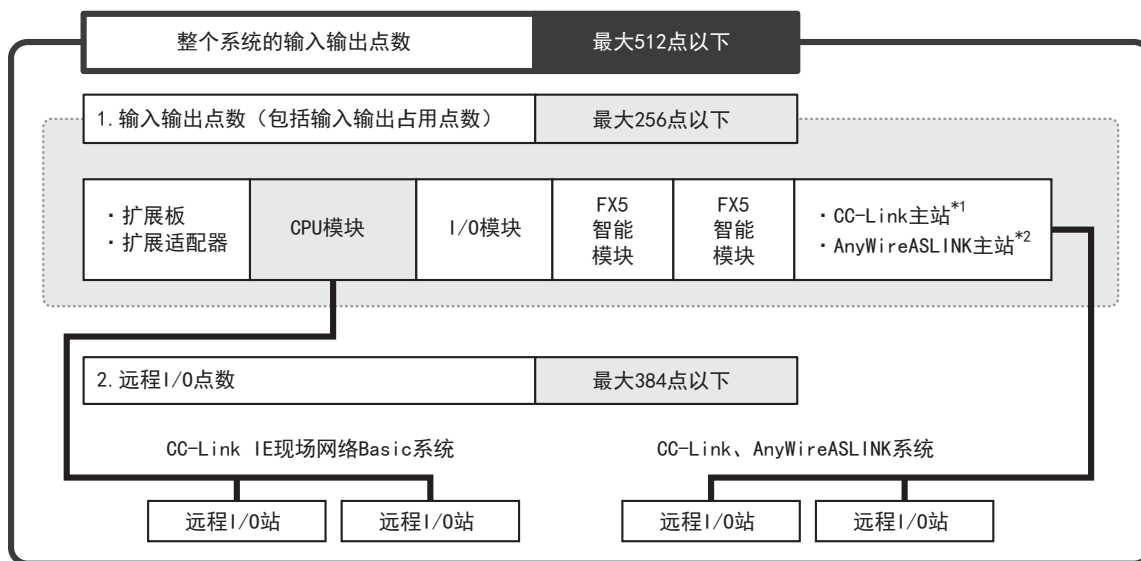 整个系统的输入输出点数
最大512点以下
1.输入输出点数（包括输入输出占用点数）
最大256点以下
·扩展板
·扩展适配器
CPU模块
I/O模块
FX5
智能
模块
FX5
智能
模块
·CC-Link主站*1
·AnyWireASLINK主站*2
2.远程I/O点数
最大384点以下
CC-Link IE现场网络Basic系统
CC-Link、AnyWireASLINK系统
远程I/O站
远程I/O站
远程I/O站
远程I/O站